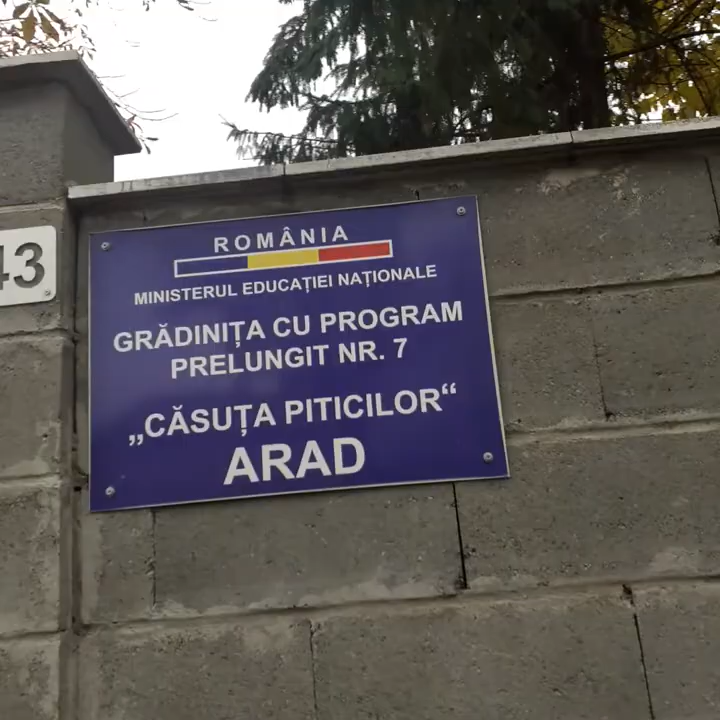 43
ROMÂNIA
MINISTERUL EDUCAȚIEI NAȚIONALE
GRĂDINIȚA CU PROGRAM
PRELUNGIT NR. 7
„CĂSUȚA PITICILOR“
ARAD